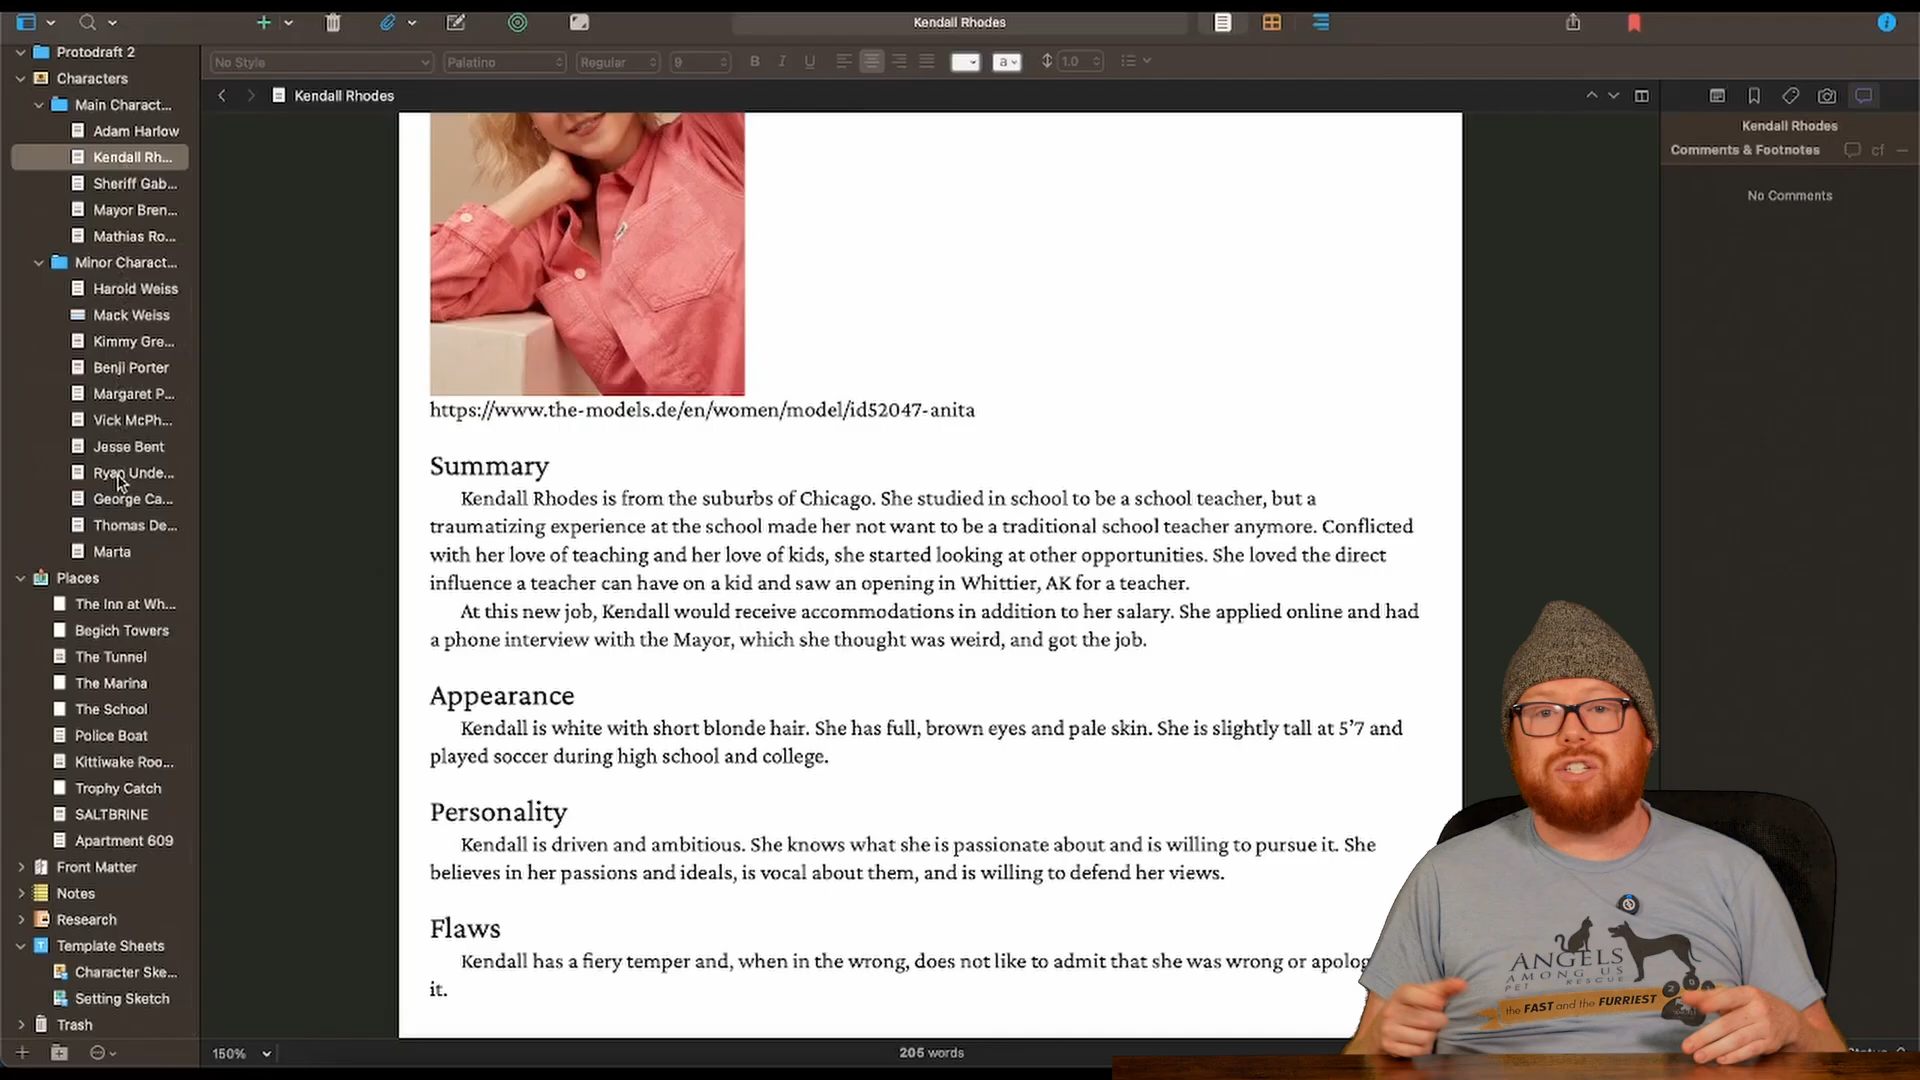 Kendall Rhodes
Protodraft 2
Characters
Main Charact...
Adam Harlow
Kendall Rh...
Sheriff Gab...
Mayor Bren...
Mathias Ro...
Minor Charact...
Harold Weiss
Mack Weiss
Kimmy Gre...
Benji Porter
Margaret P...
Vick McPh...
Jesse Bent
Ryan Unde...
George Ca...
Thomas De...
Marta
Places
The Inn at Wh...
Begich Towers
The Tunnel
The Marina
The School
Police Boat
Kittiwake Roo...
Trophy Catch
SALTBRINE
Apartment 609
Front Matter
Notes
Research
Template Sheets
Character Ske...
Setting Sketch
Trash
No Style
Palatino
Regular
9
B I U
a
1.0
Kendall Rhodes
https://www.the-models.de/en/women/model/id52047-anita
Summary
Kendall Rhodes is from the suburbs of Chicago. She studied in school to be a school teacher, but a
traumatizing experience at the school made her not want to be a traditional school teacher anymore. Conflicted
with her love of teaching and her love of kids, she started looking at other opportunities. She loved the direct
influence a teacher can have on a kid and saw an opening in Whittier, AK for a teacher.
At this new job, Kendall would receive accommodations in addition to her salary. She applied online and had
a phone interview with the Mayor, which she thought was weird, and got the job.
Appearance
Kendall is white with short blonde hair. She has full, brown eyes and pale skin. She is slightly tall at 5’7 and
played soccer during high school and college.
Personality
Kendall is driven and ambitious. She knows what she is passionate about and is willing to pursue it. She
believes in her passions and ideals, is vocal about them, and is willing to defend her views.
Flaws
Kendall has a fiery temper and, when in the wrong, does not like to admit that she was wrong or apolog
it.
150%
205 words
Kendall Rhodes
Comments & Footnotes
cf
No Comments
ANGELS
AMONG US
PET RESCUE
the FAST and the FURRIEST